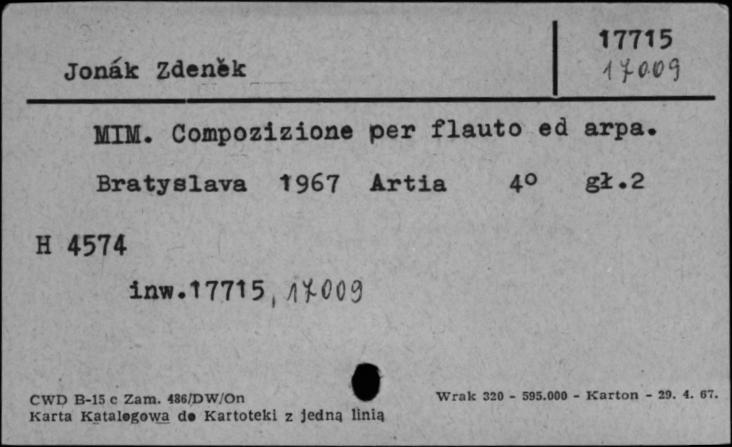 17715
17009
Jonák Zdeněk
MIM. Compozizione per flauto ed arpa.
Bratyslava 1967 Artia 4° gł.2
H 4574
inw.17715, 17009
CWD B-15 c Zam. 486/DW/On
Wrak 320 - 595.000 - Karton - 29. 4. 67.
Karta Katalogowa do Kartoteki z jedną linią